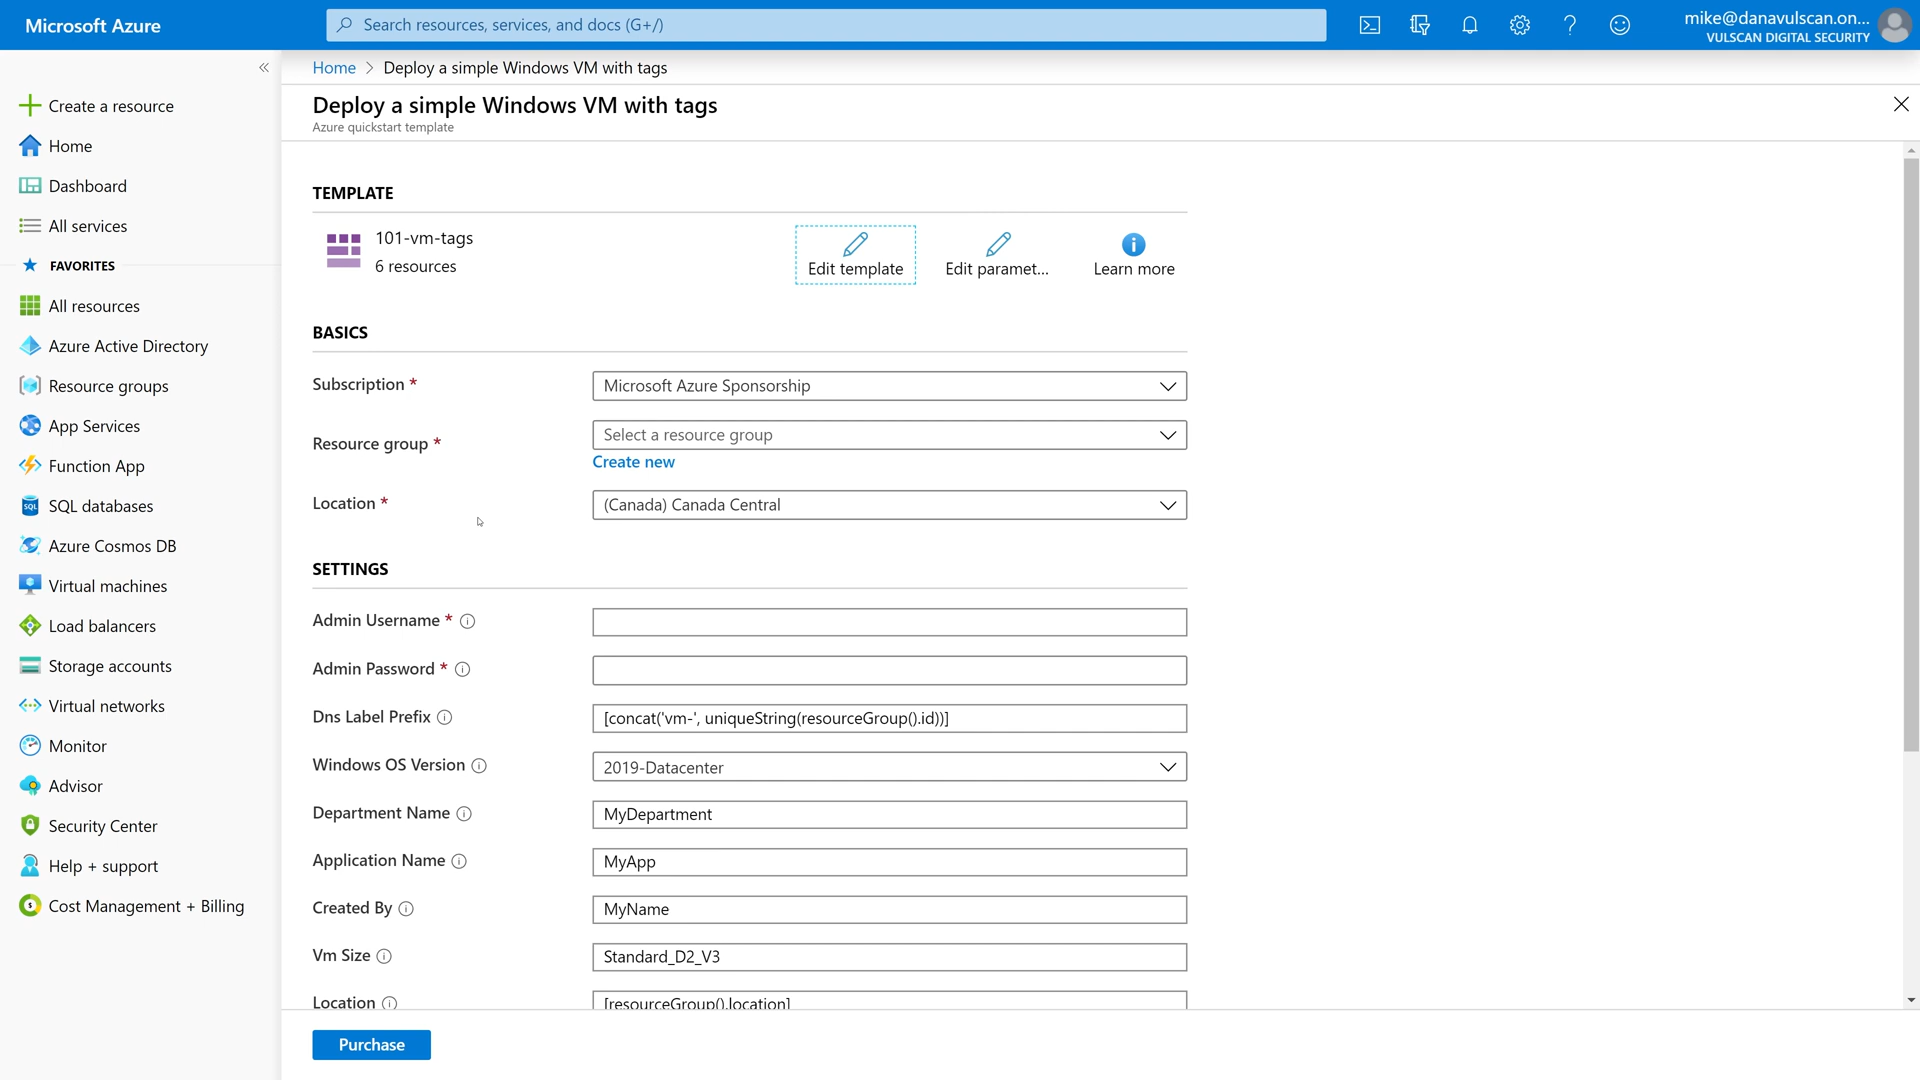 Microsoft Azure
Search resources, services, and docs (G+/)
mike@danavulscan.on...
VULSCAN DIGITAL SECURITY
Create a resource
Home
Dashboard
All services
FAVORITES
All resources
Azure Active Directory
Resource groups
App Services
Function App
SQL databases
Azure Cosmos DB
Virtual machines
Load balancers
Storage accounts
Virtual networks
Monitor
Advisor
Security Center
Help + support
Cost Management + Billing
Home > Deploy a simple Windows VM with tags
Deploy a simple Windows VM with tags
Azure quickstart template
TEMPLATE
101-vm-tags
6 resources
Edit template
Edit paramet...
Learn more
BASICS
Subscription *
Microsoft Azure Sponsorship
Resource group *
Select a resource group
Create new
Location *
(Canada) Canada Central
SETTINGS
Admin Username *
Admin Password *
Dns Label Prefix
[concat('vm-', uniqueString(resourceGroup().id))]
Windows OS Version
2019-Datacenter
Department Name
MyDepartment
Application Name
MyApp
Created By
MyName
Vm Size
Standard_D2_V3
Location
[resourceGroup().location]
Purchase